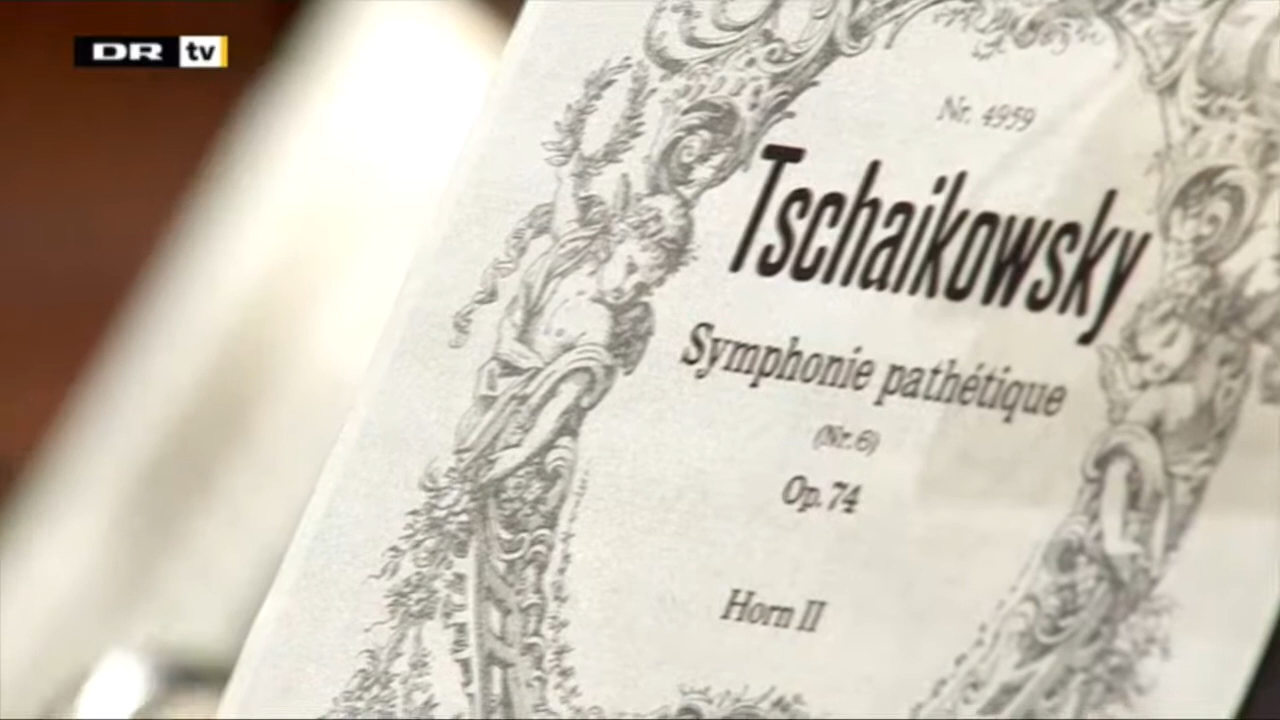 DR tv
Nr. 4959
Tschaikowsky
Symphonie pathétique
(Nr. 6)
Op. 74
Horn II